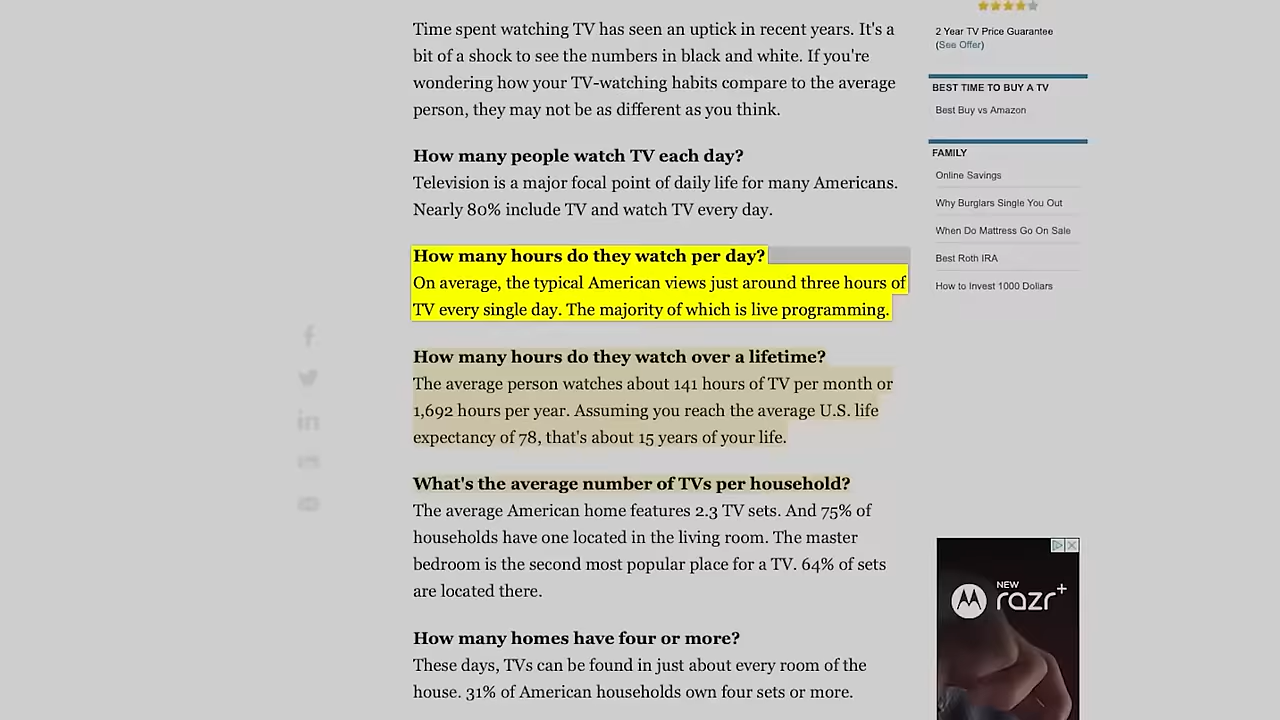 Time spent watching TV has seen an uptick in recent years. It's a
bit of a shock to see the numbers in black and white. If you're
wondering how your TV-watching habits compare to the average
person, they may not be as different as you think.
How many people watch TV each day?
Television is a major focal point of daily life for many Americans.
Nearly 80% include TV and watch TV every day.
How many hours do they watch per day?
On average, the typical American views just around three hours of
TV every single day. The majority of which is live programming.
How many hours do they watch over a lifetime?
The average person watches about 141 hours of TV per month or
1,692 hours per year. Assuming you reach the average U.S. life
expectancy of 78, that's about 15 years of your life.
What's the average number of TVs per household?
The average American home features 2.3 TV sets. And 75% of
households have one located in the living room. The master
bedroom is the second most popular place for a TV. 64% of sets
are located there.
How many homes have four or more?
These days, TVs can be found in just about every room of the
house. 31% of American households own four sets or more.
2 Year TV Price Guarantee
(See Offer)
BEST TIME TO BUY A TV
Best Buy vs Amazon
FAMILY
Online Savings
Why Burglars Single You Out
When Do Mattress Go On Sale
Best Roth IRA
How to Invest 1000 Dollars
NEW
razr+